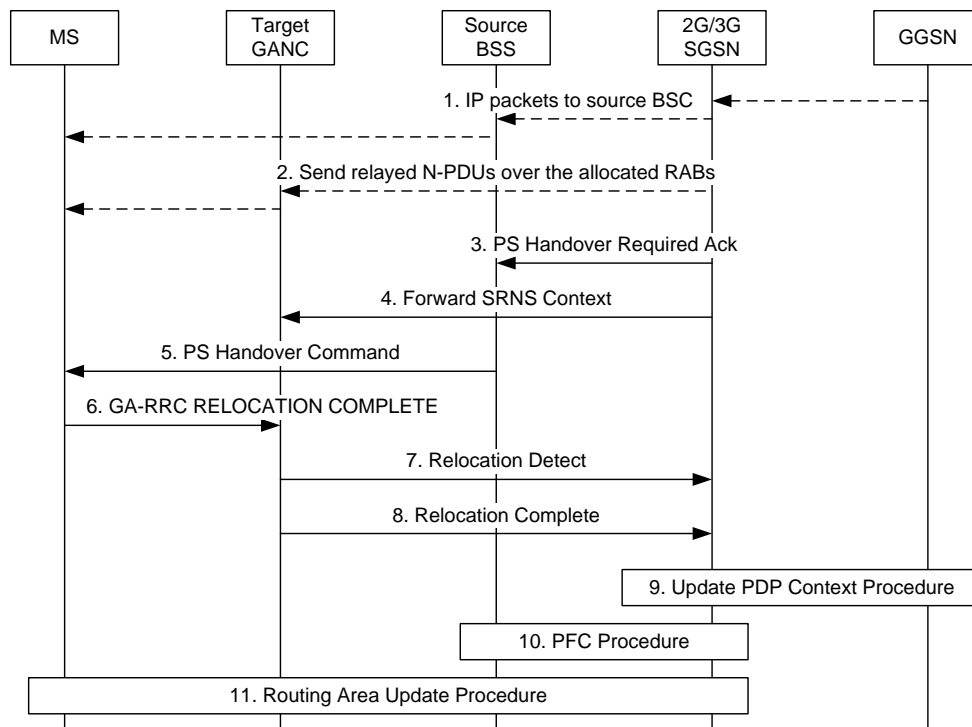 MS
Target
GANC
Source
BSS
2G/3G
SGSN
GGSN
1. IP packets to source BSC
2. Send relayed N-PDUs over the allocated RABs
3. PS Handover Required Ack
4. Forward SRNS Context
5. PS Handover Command
6. GA-RRC RELOCATION COMPLETE
7. Relocation Detect
8. Relocation Complete
9. Update PDP Context Procedure
10. PFC Procedure
11. Routing Area Update Procedure